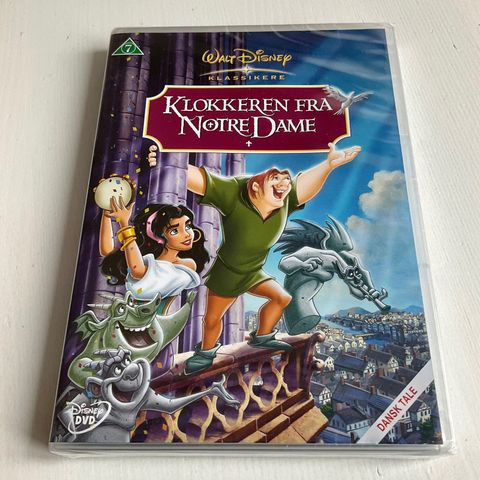 7
WALT DISNEY
KLASSIKERE
KLOKKEREN FRA
NOTRE DAME
DISNEY
DVD
DANSK TALE